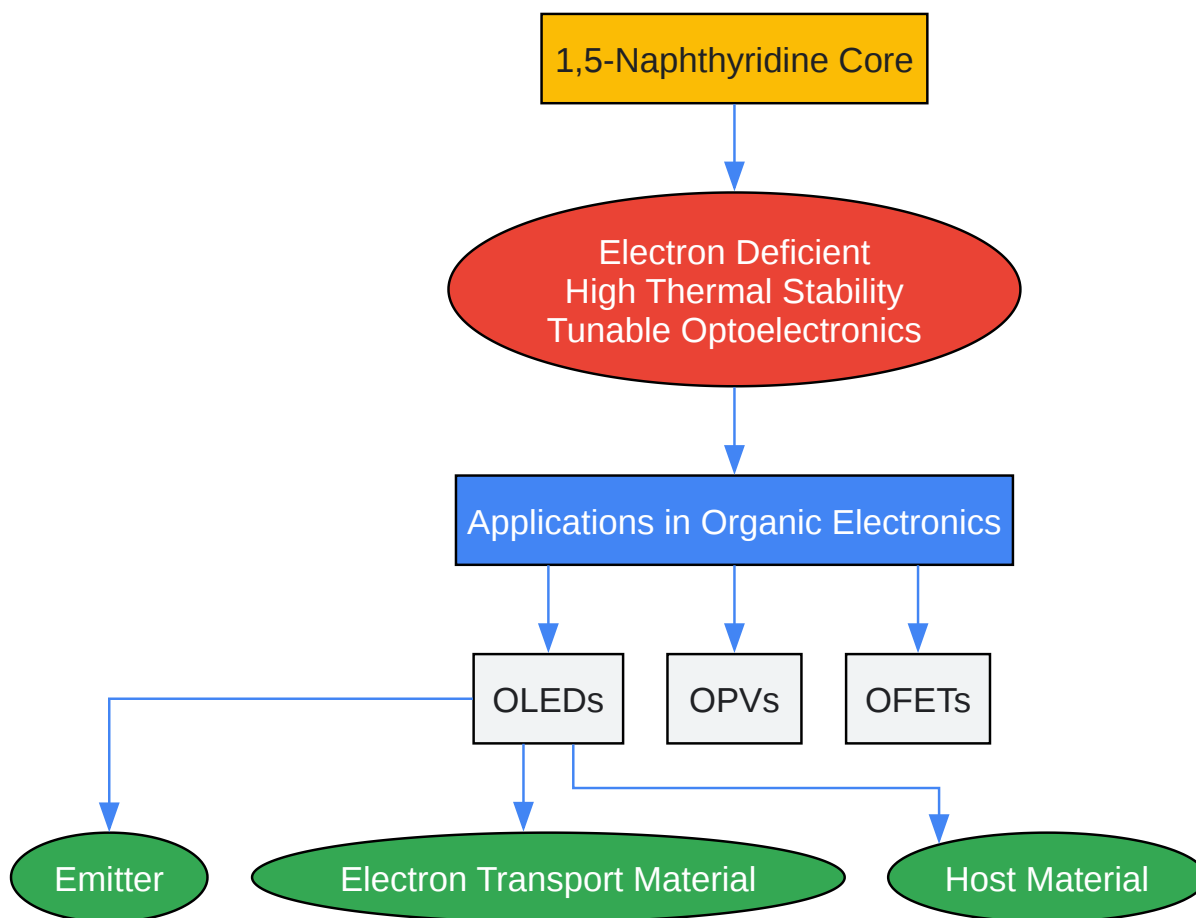 1,5-Naphthyridine Core
Electron Deficient
High Thermal Stability
Tunable Optoelectronics
Applications in Organic Electronics
OLEDs
OPVs
OFETs
Emitter
Electron Transport Material
Host Material